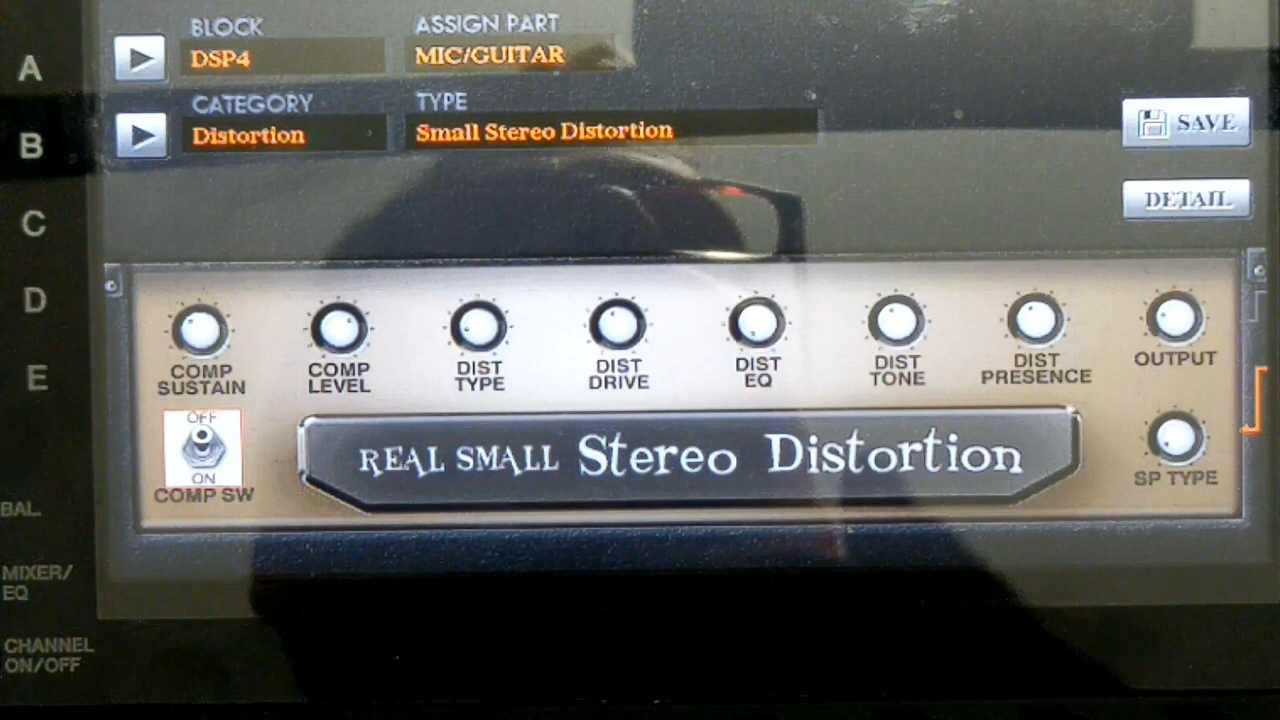 BLOCK ASSIGN PART
A
DSP4 MIC/GUITAR
CATEGORY TYPE
B
Distortion Small Stereo Distortion
SAVE
DETAIL
C
D
E
COMP SUSTAIN
COMP LEVEL
DIST TYPE
DIST DRIVE
DIST EQ
DIST TONE
DIST PRESENCE
OUTPUT
OFF
ON
COMP SW
REAL SMALL Stereo Distortion
SP TYPE
BAL.
MIXER/
EQ
CHANNEL
ON/OFF